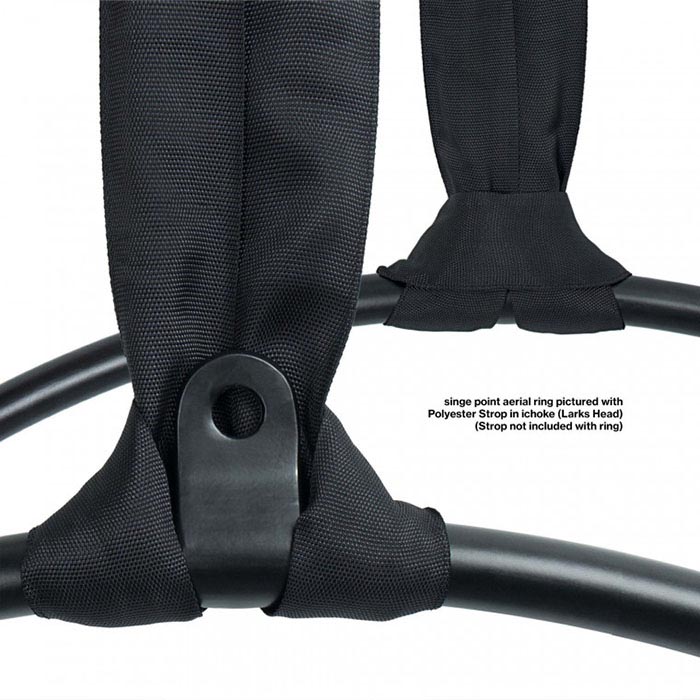 singe point aerial ring pictured with
Polyester Strop in ichoke (Larks Head)
(Strop not included with ring)